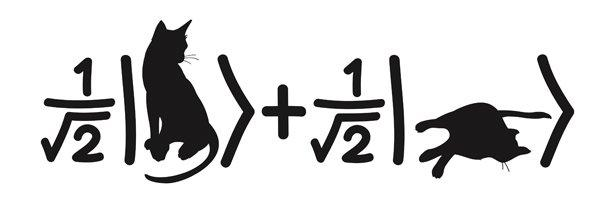 1/√2 | ⟩ + 1/√2 | ⟩